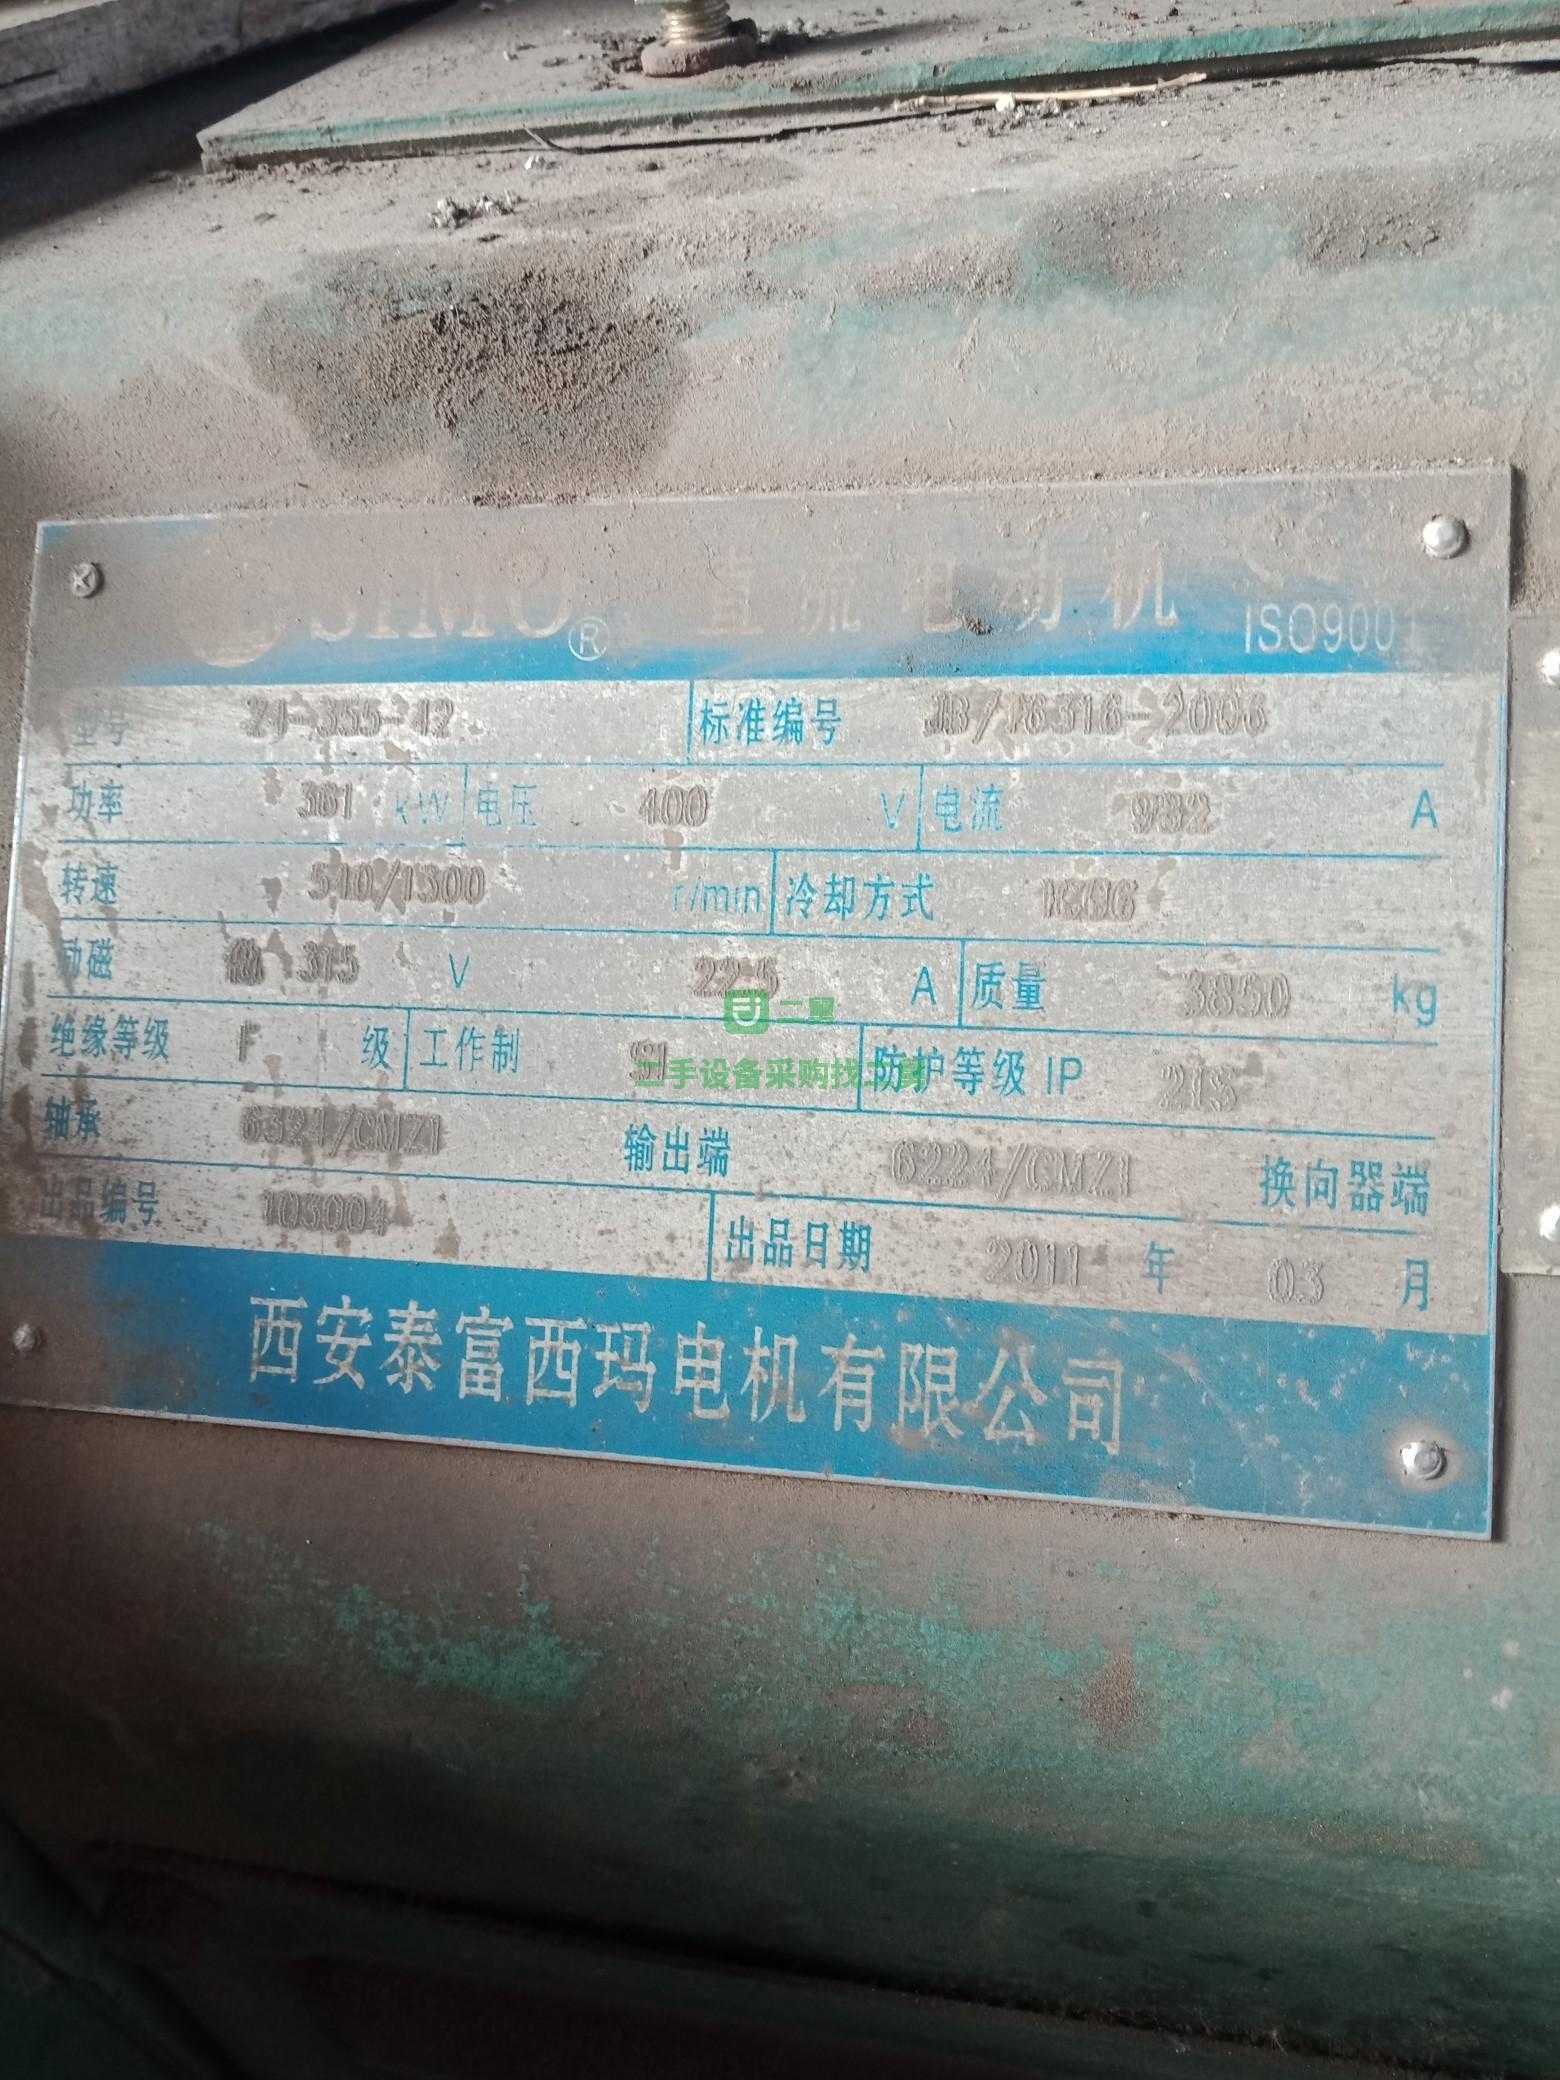 SIMO® 直流电动机 ISO9001
型号 Z4-355-42 标准编号 JB/T6316-2006
功率 kW 电压 400 V 电流 A
转速 540/1300 r/min 冷却方式 IC06
励磁 他 V 22.5 A 质量 3850 kg
绝缘等级 F 级 工作制 S1 防护等级 IP 21S
轴承 6324/CMZ1 输出端 6224/CMZ1 换向器端
出品编号 103004 出品日期 2011 年 03 月
西安泰富西玛电机有限公司
二手设备采购找二